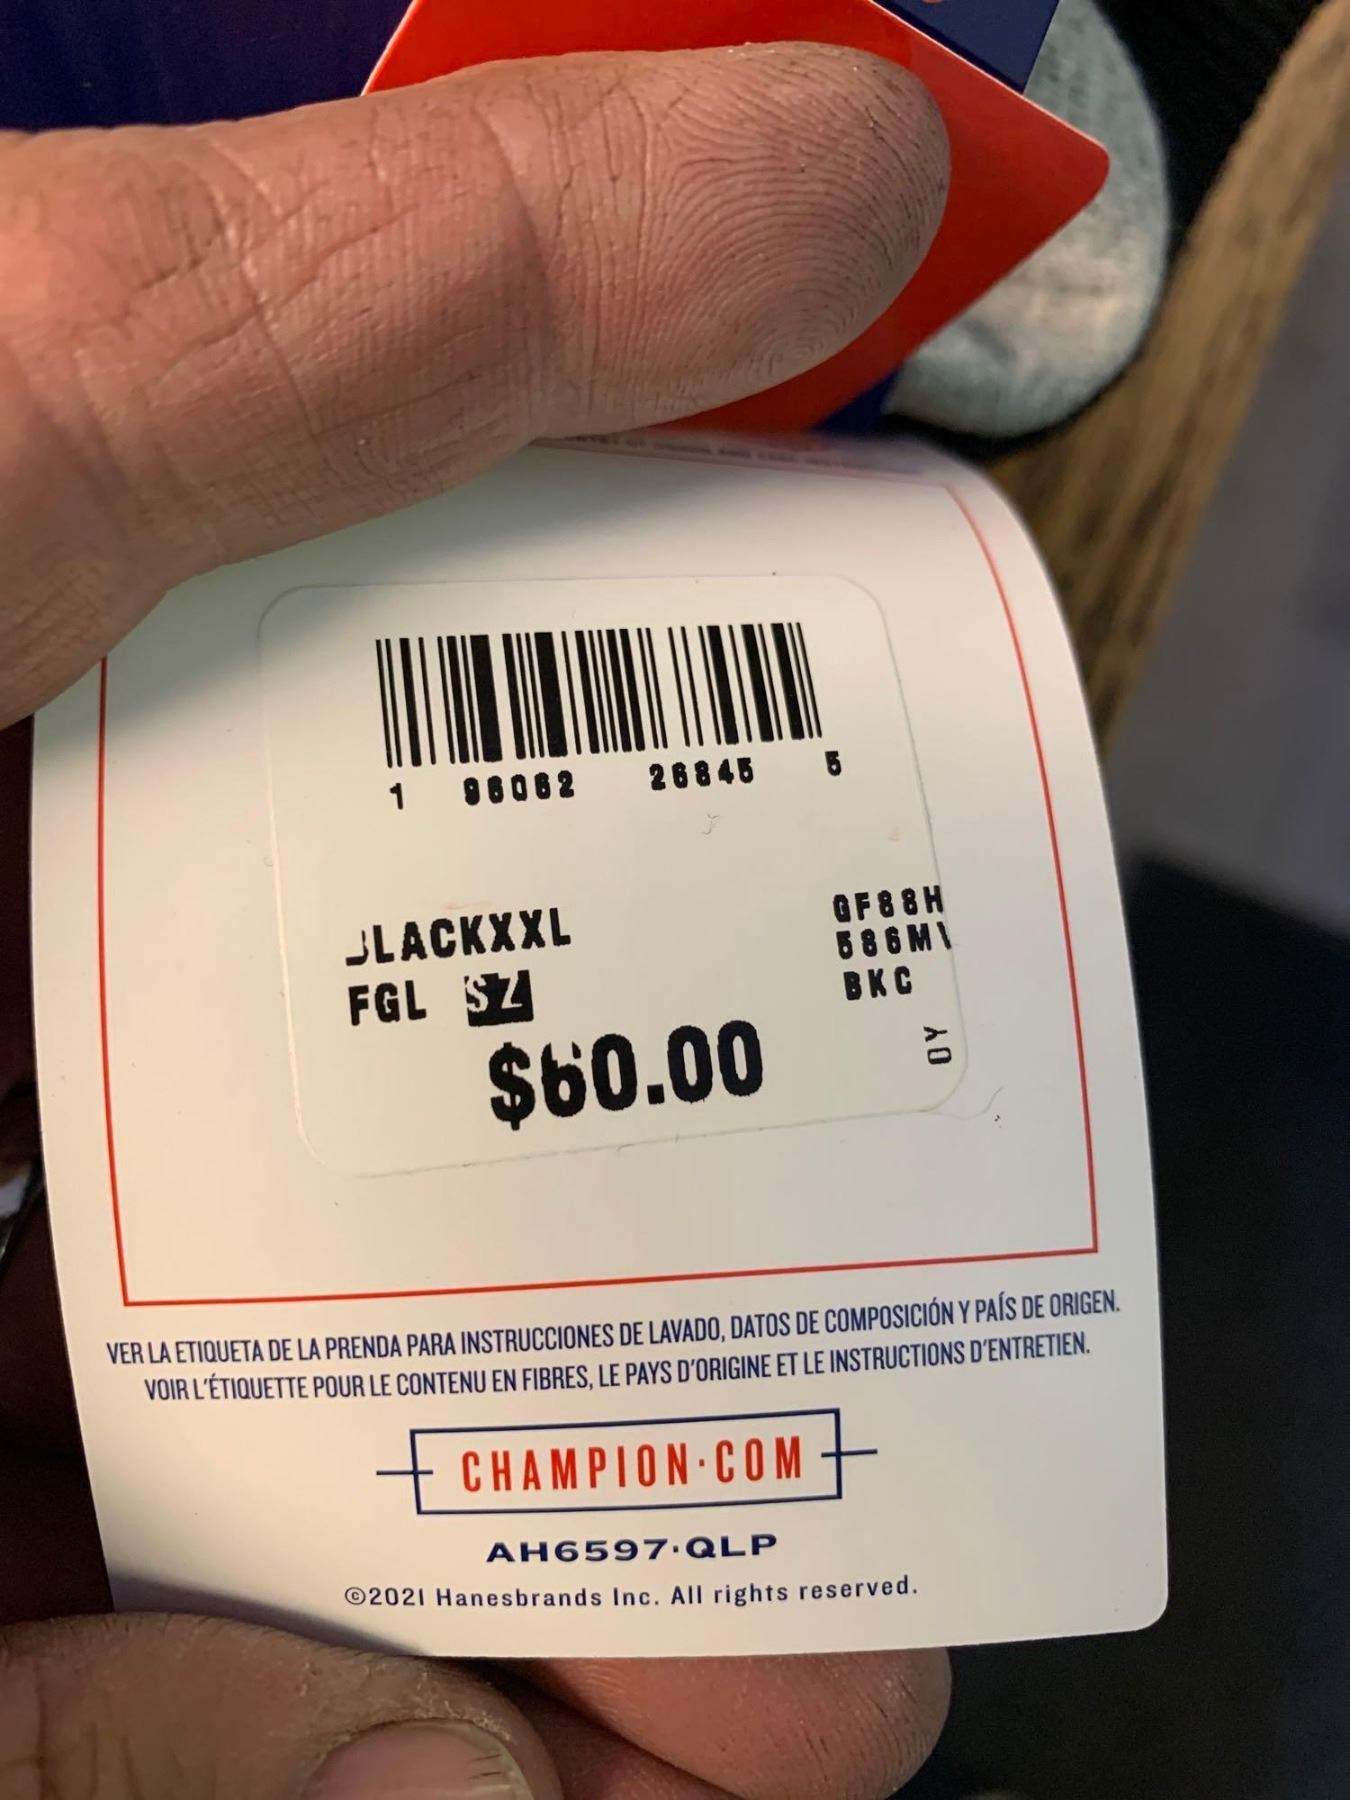 1 96062 26845 5
BLACKXXL
FGL SZ
$60.00
GF88H
586M
BKC
OY
VER LA ETIQUETA DE LA PRENDA PARA INSTRUCCIONES DE LAVADO, DATOS DE COMPOSICIÓN Y PAÍS DE ORIGEN.
VOIR L'ÉTIQUETTE POUR LE CONTENU EN FIBRES, LE PAYS D'ORIGINE ET LE INSTRUCTIONS D'ENTRETIEN.
CHAMPION·COM
AH6597·QLP
©2021 Hanesbrands Inc. All rights reserved.